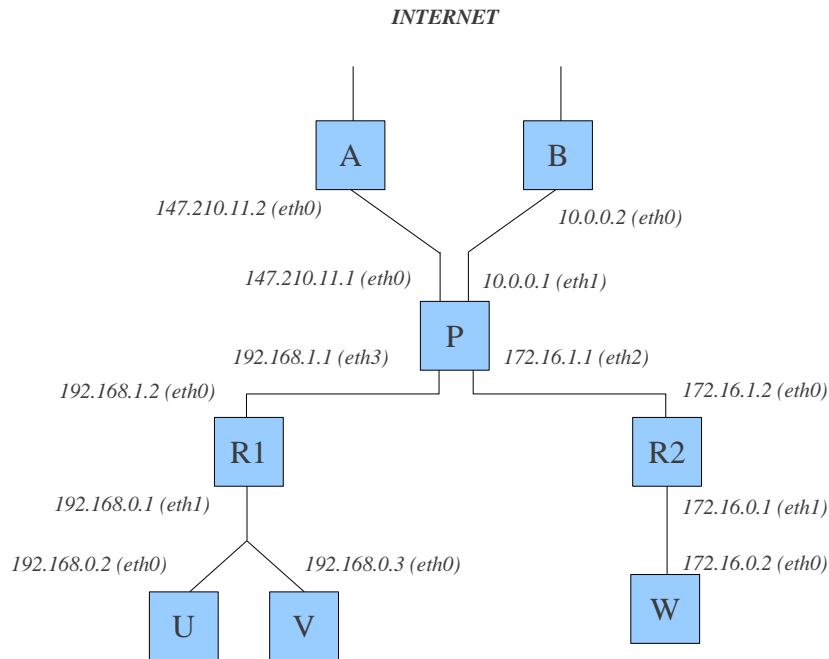 INTERNET
A
B
147.210.11.2 (eth0)
10.0.0.2 (eth0)
147.210.11.1 (eth0)
10.0.0.1 (eth1)
P
192.168.1.1 (eth3)
172.16.1.1 (eth2)
192.168.1.2 (eth0)
172.16.1.2 (eth0)
R1
R2
192.168.0.1 (eth1)
172.16.0.1 (eth1)
192.168.0.2 (eth0)
192.168.0.3 (eth0)
172.16.0.2 (eth0)
U
V
W